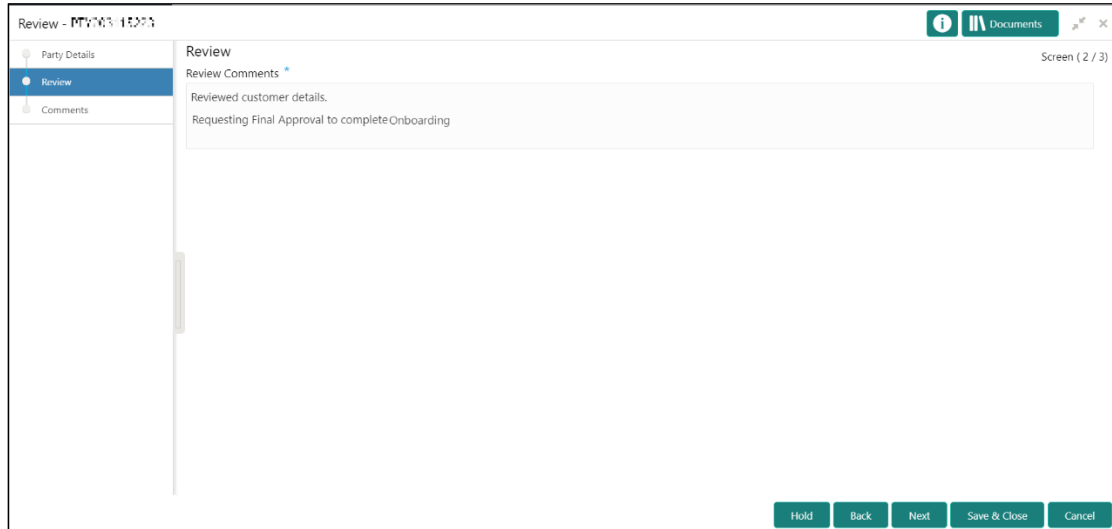 Review -
Documents
Party Details
Review
Comments
Review
Screen ( 2 / 3)
Review Comments *
Reviewed customer details.
Requesting Final Approval to complete Onboarding
Hold Back Next Save & Close Cancel